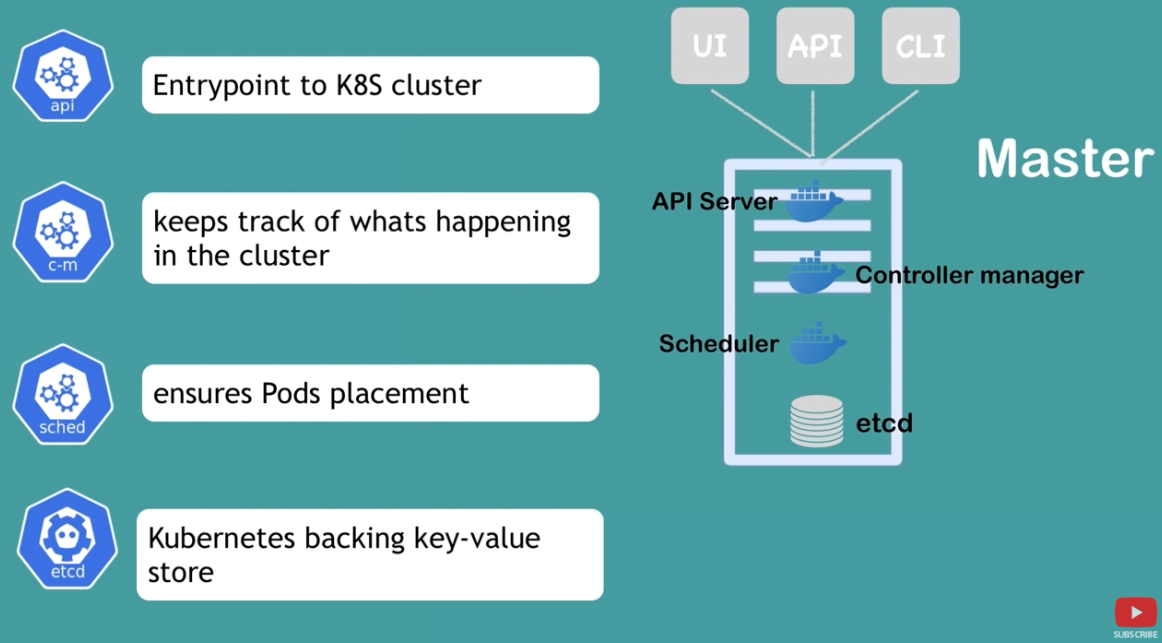 api
Entrypoint to K8S cluster
c-m
keeps track of whats happening
in the cluster
sched
ensures Pods placement
etcd
Kubernetes backing key-value
store
UI
API
CLI
Master
API Server
Controller manager
Scheduler
etcd
SUBSCRIBE